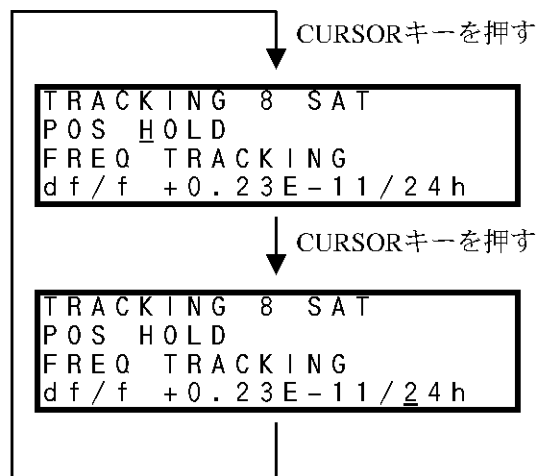 CURSORキーを押す
TRACKING 8 SAT
POS HOLD
FREQ TRACKING
df/f +0.23E-11/24h
CURSORキーを押す
TRACKING 8 SAT
POS HOLD
FREQ TRACKING
df/f +0.23E-11/24h